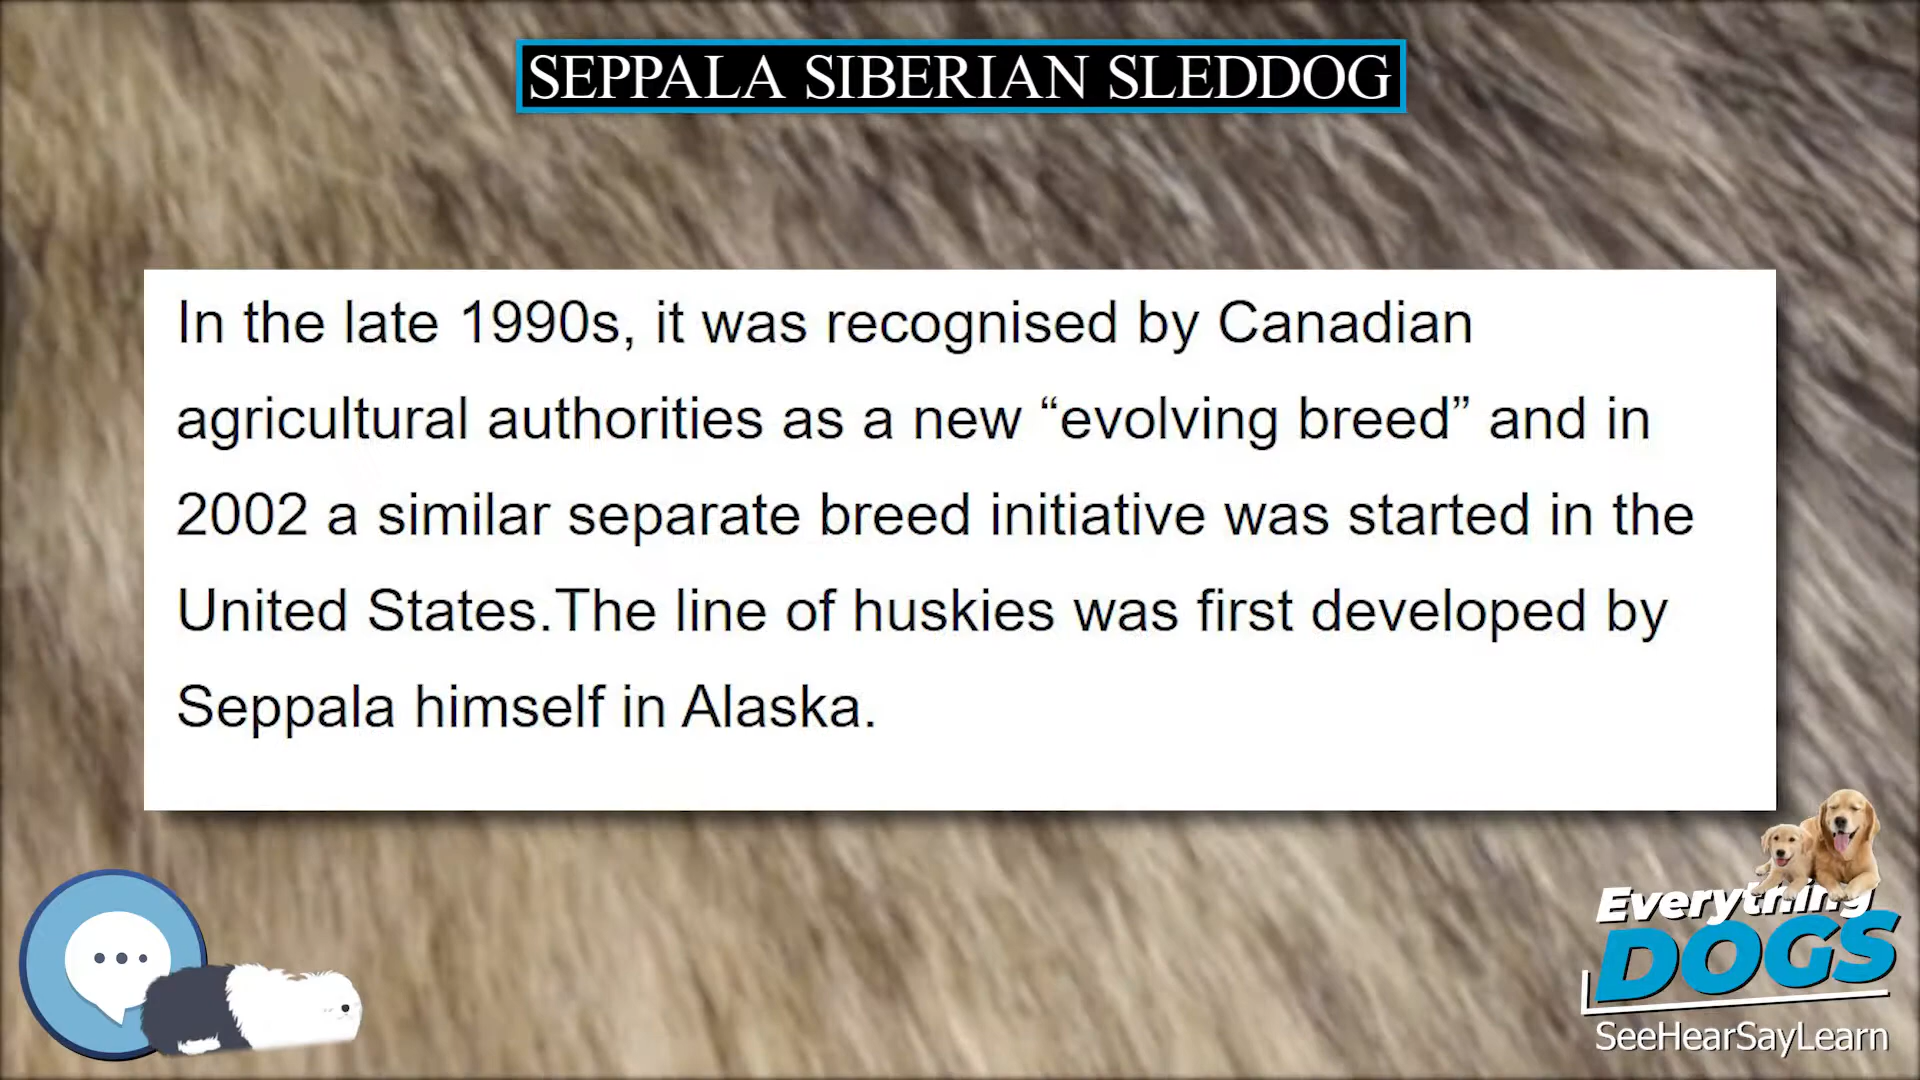 SEPPALA SIBERIAN SLEDDOG
In the late 1990s, it was recognised by Canadian
agricultural authorities as a new “evolving breed” and in
2002 a similar separate breed initiative was started in the
United States.The line of huskies was first developed by
Seppala himself in Alaska.
Everything
DOGS
SeeHearSayLearn